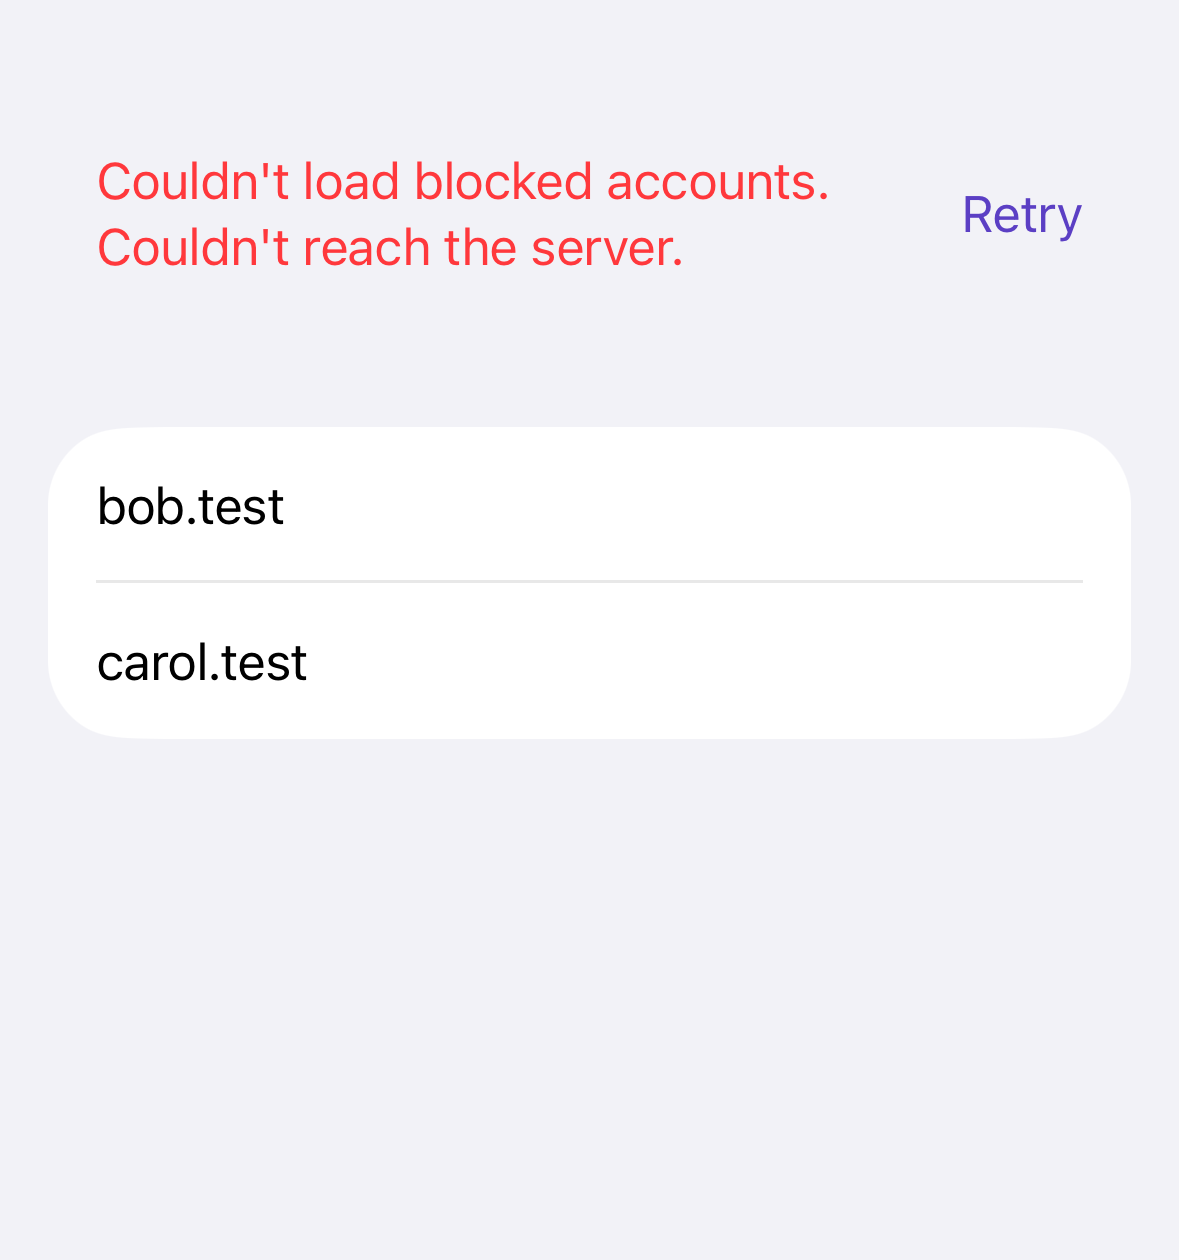 Couldn't load blocked accounts.
Couldn't reach the server.
Retry
bob.test
carol.test